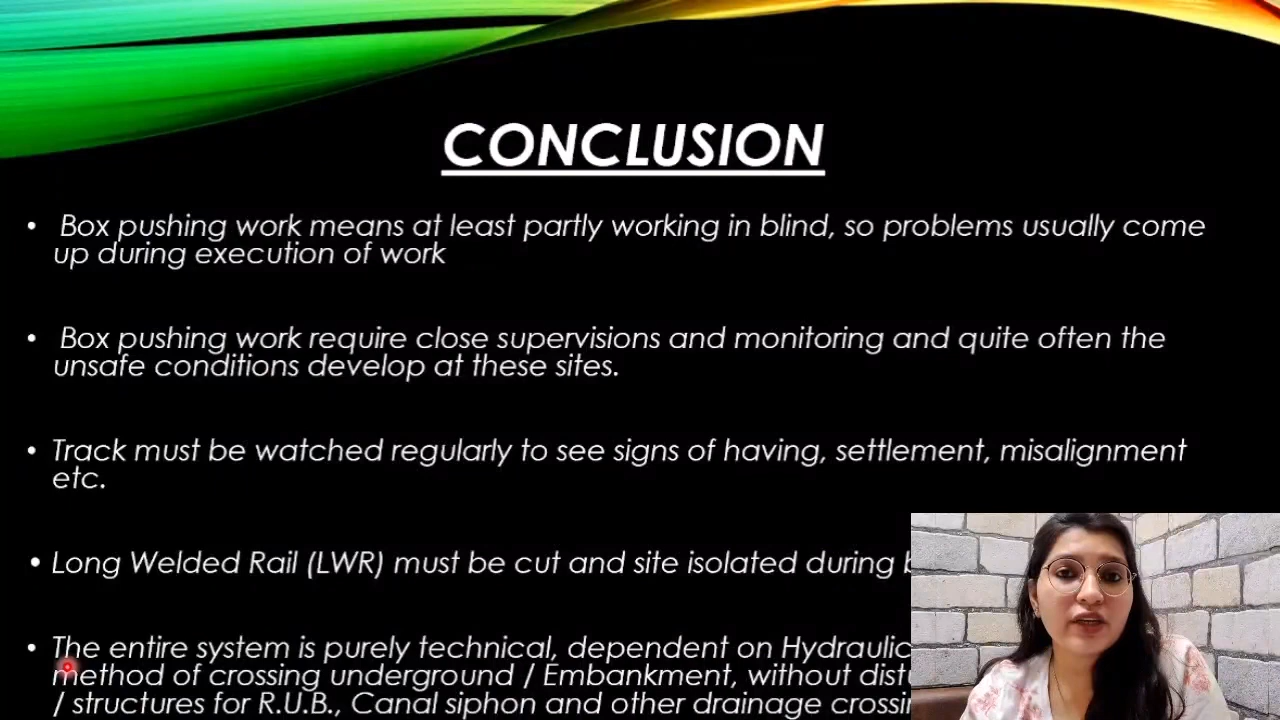 CONCLUSION
• Box pushing work means at least partly working in blind, so problems usually come
up during execution of work
• Box pushing work require close supervisions and monitoring and quite often the
unsafe conditions develop at these sites.
• Track must be watched regularly to see signs of having, settlement, misalignment
etc.
• Long Welded Rail (LWR) must be cut and site isolated during
• The entire system is purely technical, dependent on Hydraulic
method of crossing underground / Embankment, without
/ structures for R.U.B., Canal siphon and other drainage